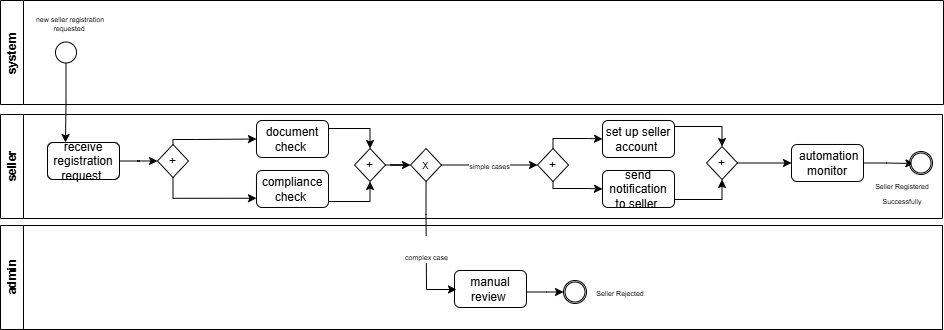 system
new seller registration
requested
seller
receive
registration
request
+
document
check
compliance
check
+
X
simple cases
+
set up seller
account
send
notification
to seller
+
automation
monitor
Seller Registered
Successfully
admin
complex case
manual
review
Seller Rejected